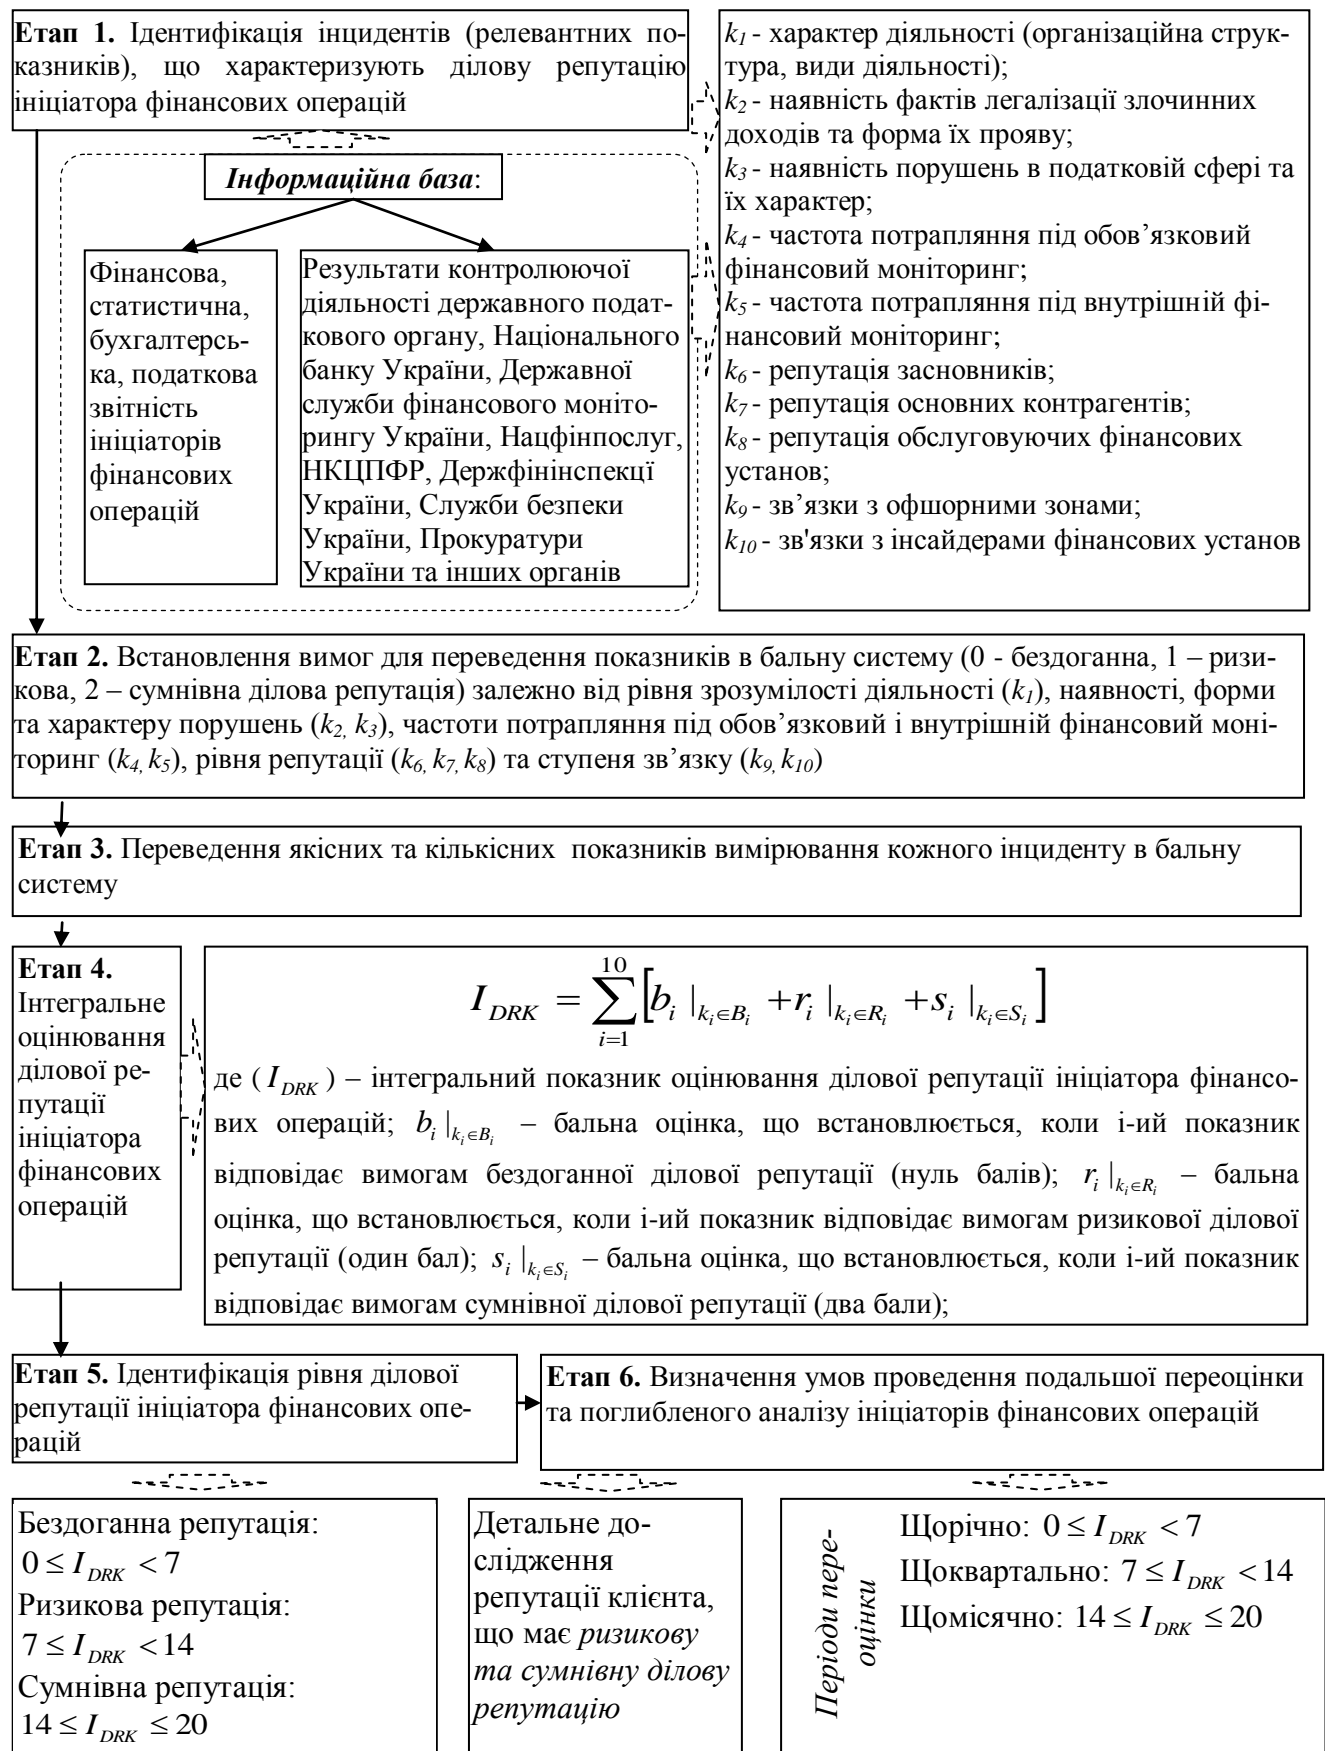 Етап 1. Ідентифікація інцидентів (релевантних по-
казників), що характеризують ділову репутацію
ініціатора фінансових операцій
k1 - характер діяльності (організаційна струк-
тура, види діяльності);
k2 - наявність фактів легалізації злочинних
доходів та форма їх прояву;
k3 - наявність порушень в податковій сфері та
їх характер;
k4 - частота потрапляння під обов’язковий
фінансовий моніторинг;
k5 - частота потрапляння під внутрішній фі-
нансовий моніторинг;
k6 - репутація засновників;
k7 - репутація основних контрагентів;
k8 - репутація обслуговуючих фінансових
установ;
k9 - зв’язки з офшорними зонами;
k10 - зв'язки з інсайдерами фінансових установ
Інформаційна база:
Фінансова,
статистична,
бухгалтерсь-
ка, податкова
звітність
ініціаторів
фінансових
операцій
Результати контролюючої
діяльності державного подат-
кового органу, Національного
банку України, Державної
служби фінансового моніто-
рингу України, Нацфінпослуг,
НКЦПФР, Держфінінспекцї
України, Служби безпеки
України, Прокуратури
України та інших органів
Етап 2. Встановлення вимог для переведення показників в бальну систему (0 - бездоганна, 1 – ризи-
кова, 2 – сумнівна ділова репутація) залежно від рівня зрозумілості діяльності (k1), наявності, форми
та характеру порушень (k2, k3), частоти потрапляння під обов’язковий і внутрішній фінансовий моні-
торинг (k4, k5), рівня репутації (k6, k7, k8) та ступеня зв’язку (k9, k10)
Етап 3. Переведення якісних та кількісних показників вимірювання кожного інциденту в бальну
систему
Етап 4.
Інтегральне
оцінювання
ділової ре-
путації
ініціатора
фінансових
операцій
I_DRK = ∑_{i=1}^{10} [b_i |_{k_i∈B_i} + r_i |_{k_i∈R_i} + s_i |_{k_i∈S_i}]
де ( I_DRK ) – інтегральний показник оцінювання ділової репутації ініціатора фінансо-
вих операцій; b_i |_{k_i∈B_i} – бальна оцінка, що встановлюється, коли і-ий показник
відповідає вимогам бездоганної ділової репутації (нуль балів); r_i |_{k_i∈R_i} – бальна
оцінка, що встановлюється, коли і-ий показник відповідає вимогам ризикової ділової
репутації (один бал); s_i |_{k_i∈S_i} – бальна оцінка, що встановлюється, коли і-ий показник
відповідає вимогам сумнівної ділової репутації (два бали);
Етап 5. Ідентифікація рівня ділової
репутації ініціатора фінансових опе-
рацій
Етап 6. Визначення умов проведення подальшої переоцінки
та поглибленого аналізу ініціаторів фінансових операцій
Бездоганна репутація:
0 ≤ I_DRK < 7
Ризикова репутація:
7 ≤ I_DRK < 14
Сумнівна репутація:
14 ≤ I_DRK ≤ 20
Детальне до-
слідження
репутації клієнта,
що має ризикову
та сумнівну ділову
репутацію
Періоди пере-
оцінки
Щорічно: 0 ≤ I_DRK < 7
Щоквартально: 7 ≤ I_DRK < 14
Щомісячно: 14 ≤ I_DRK ≤ 20